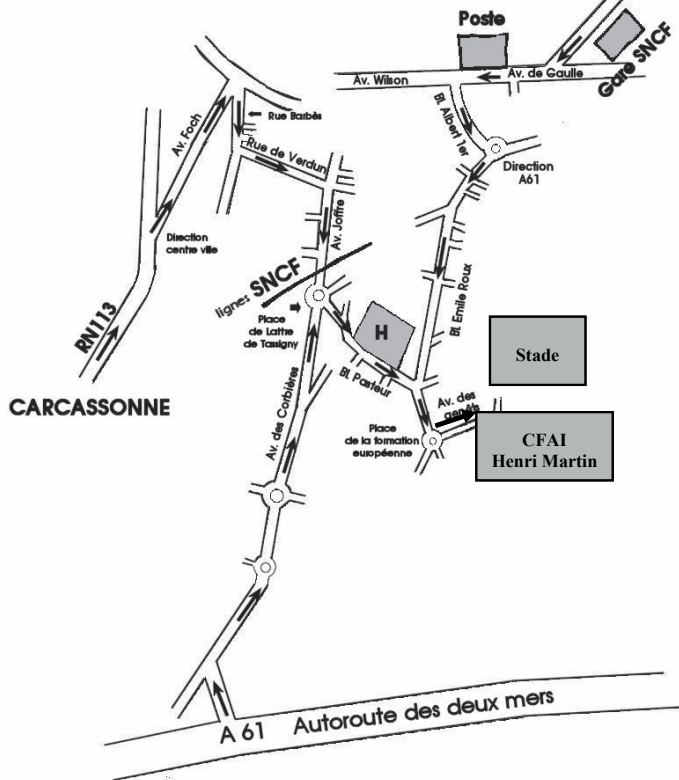 Poste
Gare SNCF
Av. Wilson
Av. de Gaulle
Bl. Albert 1er
Rue Barbès
Av. Foch
Rue de Verdun
Direction
A61
Av. Joffre
Direction
centre ville
lignes SNCF
RN113
Place
de Lattre
de Tassigny
H
Bl. Emile Roux
Stade
Bl. Pasteur
CARCASSONNE
Av. des
genêts
Av. des Corbières
Place
de la formation
européenne
CFAI
Henri Martin
A 61 Autoroute des deux mers